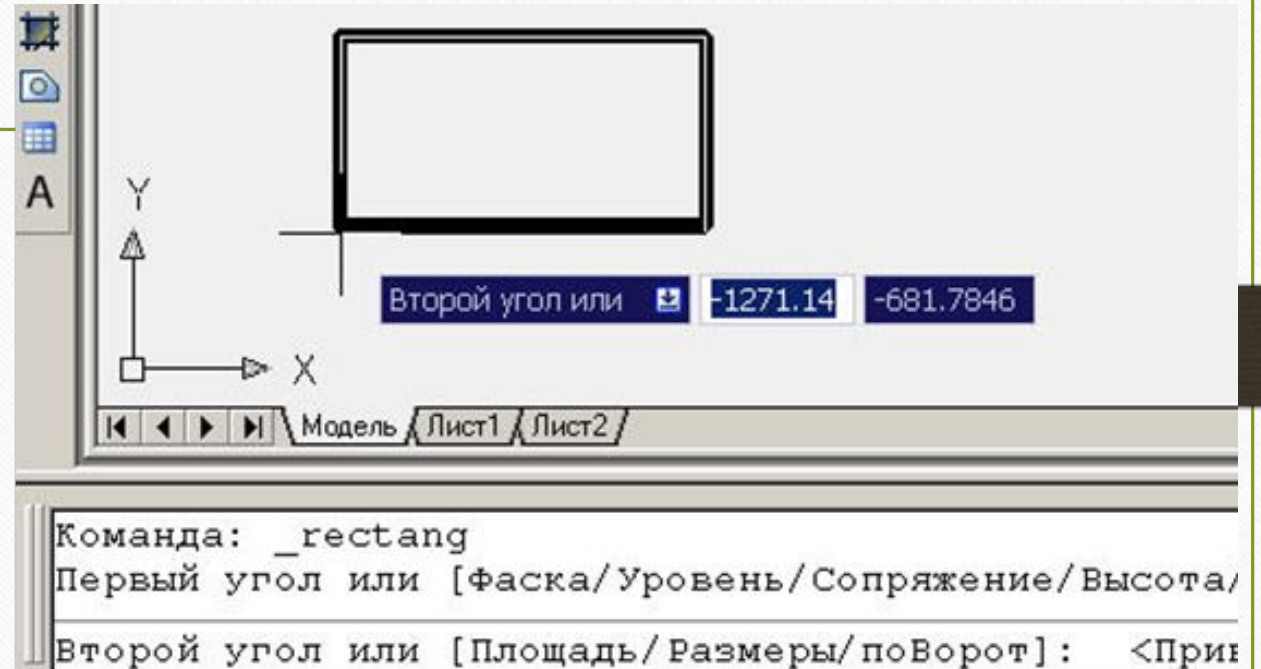 A
Y
Второй угол или -1271.14 -681.7846
X
Модель Лист1 Лист2
Команда: _rectang
Первый угол или [Фаска/Уровень/Сопряжение/Высота/
Второй угол или [Площадь/Размеры/поВорот]: <Прив